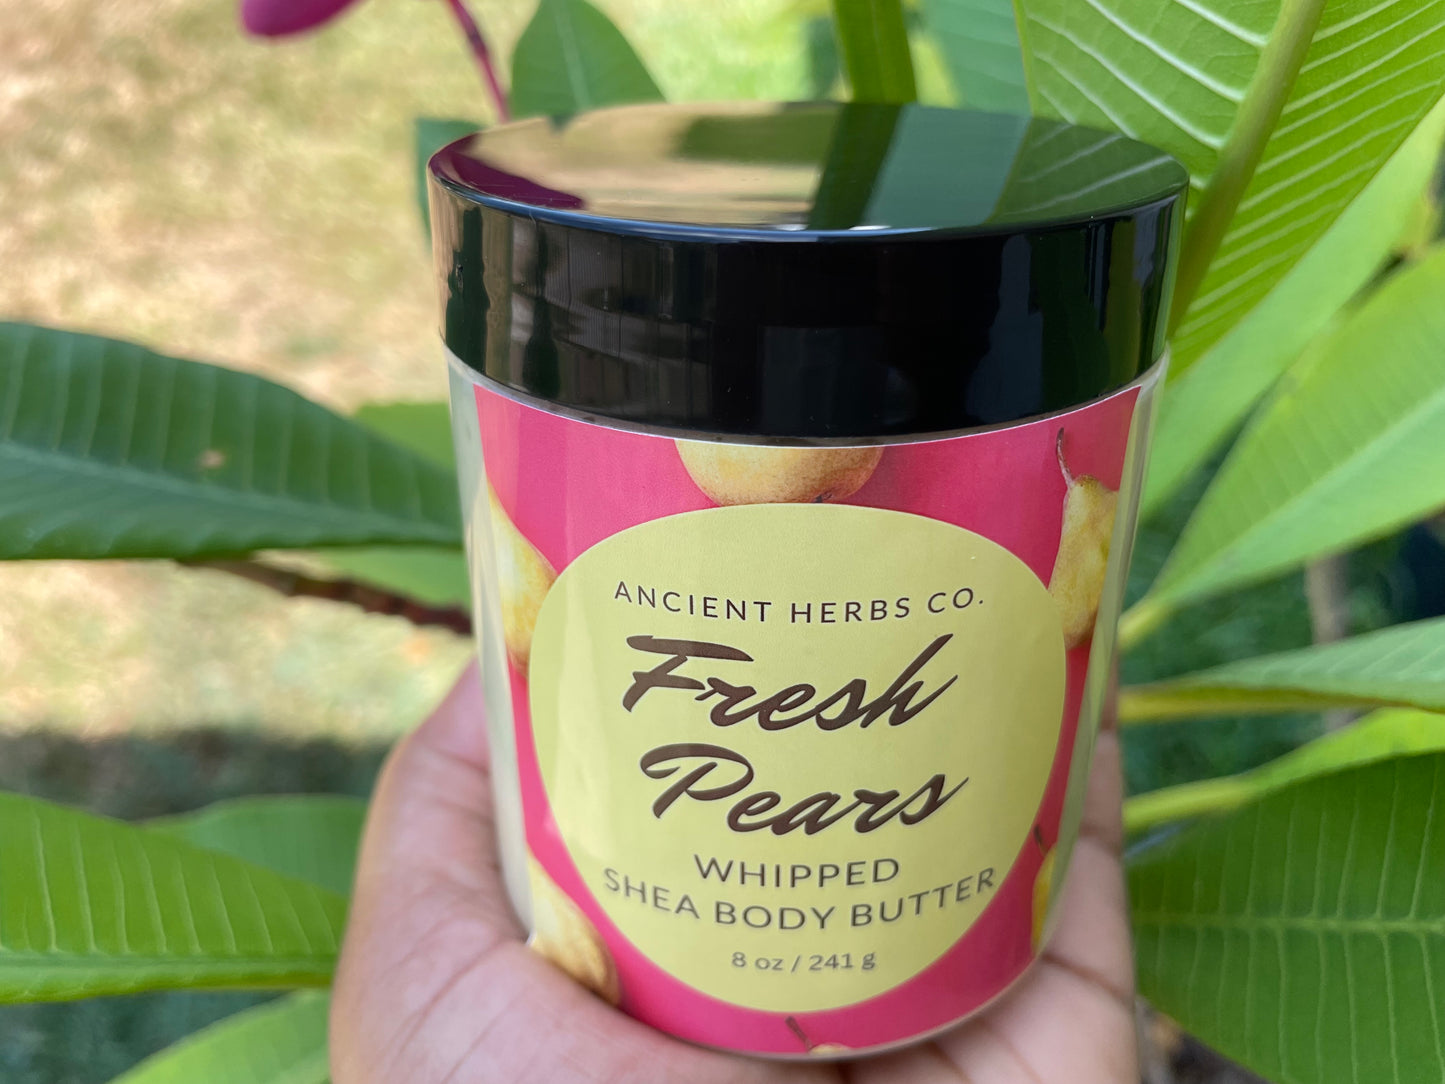 ANCIENT HERBS CO.
Fresh
Pears
WHIPPED
SHEA BODY BUTTER
8 oz / 241 g